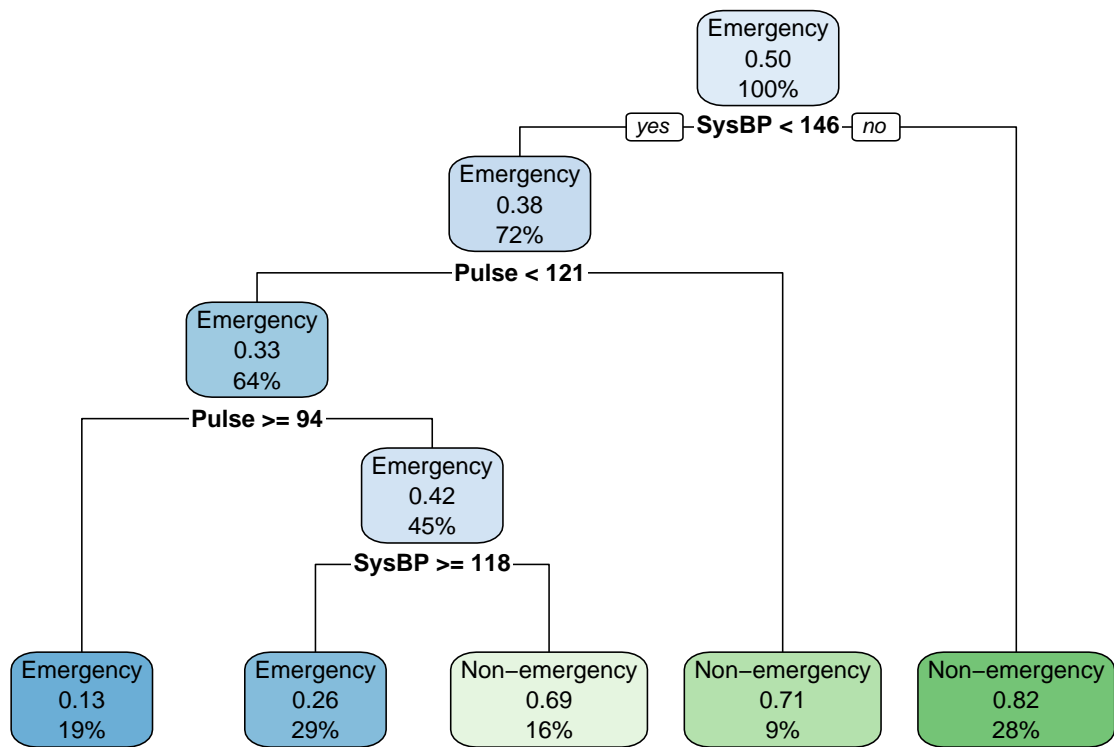 Emergency
0.50
100%
yes SysBP < 146 no
Emergency
0.38
72%
Pulse < 121
Emergency
0.33
64%
Pulse >= 94
Emergency
0.42
45%
SysBP >= 118
Emergency
0.13
19%
Emergency
0.26
29%
Non−emergency
0.69
16%
Non−emergency
0.71
9%
Non−emergency
0.82
28%